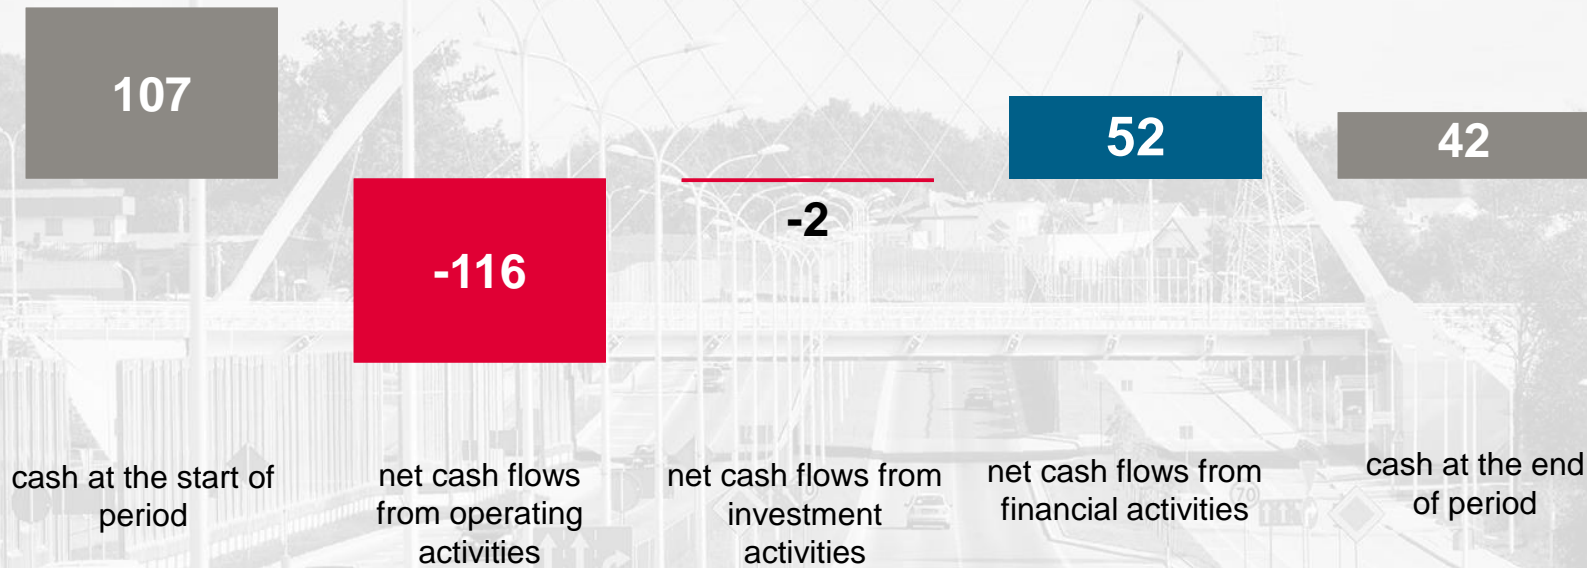 107
-116
-2
52
42
cash at the start of
period
net cash flows
from operating
activities
net cash flows from
investment
activities
net cash flows from
financial activities
cash at the end
of period